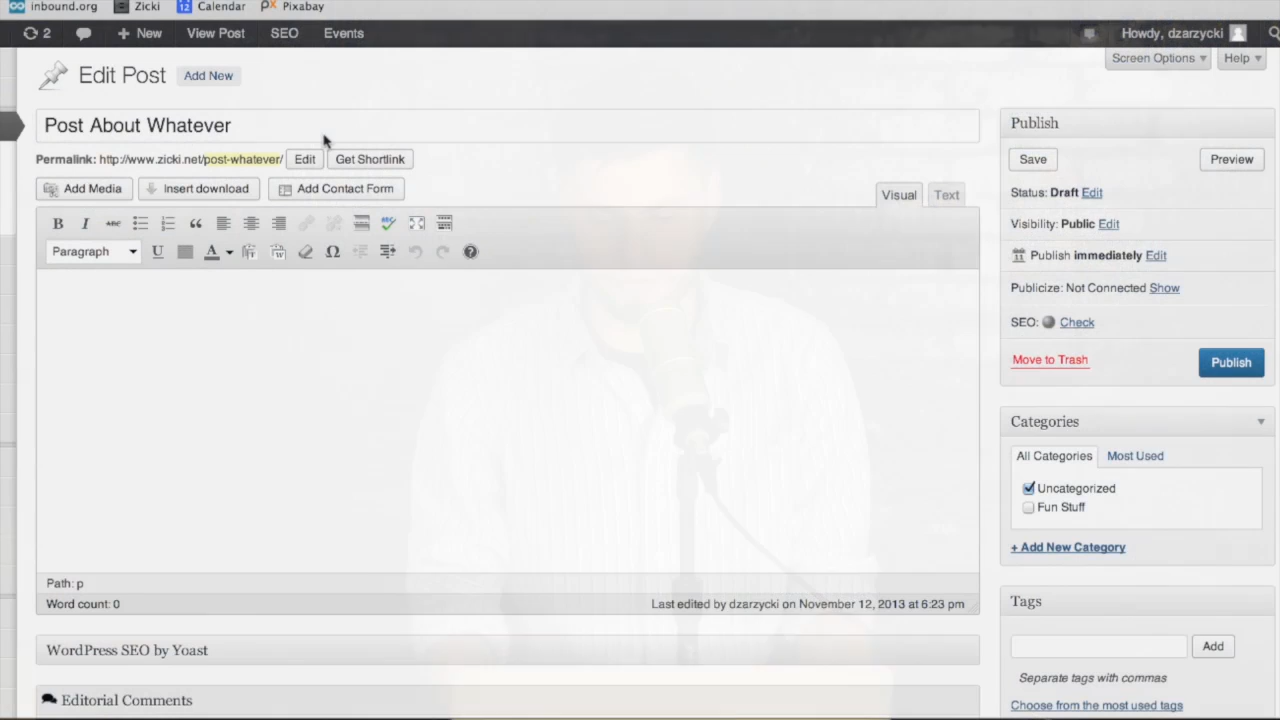 inbound.org Zicki 12 Calendar PX Pixabay
2 + New View Post SEO Events Howdy, dzarzycki
Screen Options Help
Edit Post Add New
Post About Whatever
Permalink: http://www.zicki.net/post-whatever/ Edit Get Shortlink
Add Media Insert download Add Contact Form
Visual Text
B I ABC “ ABC
Paragraph U A Ω ?
Path: p
Word count: 0 Last edited by dzarzycki on November 12, 2013 at 6:23 pm
WordPress SEO by Yoast
Editorial Comments
Publish
Save Preview
Status: Draft Edit
Visibility: Public Edit
11 Publish immediately Edit
Publicize: Not Connected Show
SEO: Check
Move to Trash Publish
Categories
All Categories Most Used
Uncategorized
Fun Stuff
+ Add New Category
Tags
Add
Separate tags with commas
Choose from the most used tags